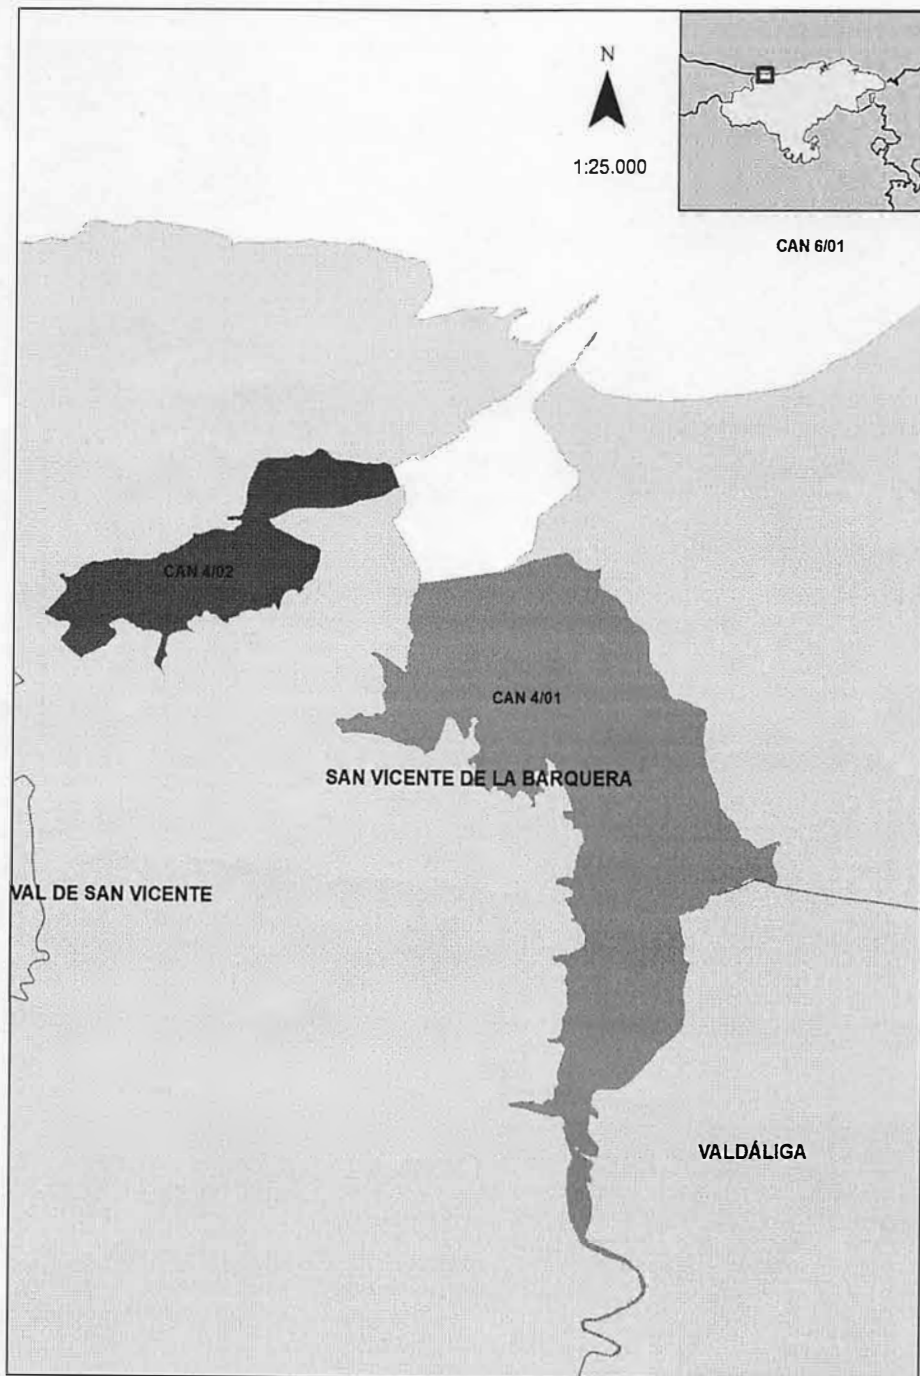 N
1:25.000
CAN 6/01
CAN 4/02
CAN 4/01
SAN VICENTE DE LA BARQUERA
VAL DE SAN VICENTE
VALDÁLIGA